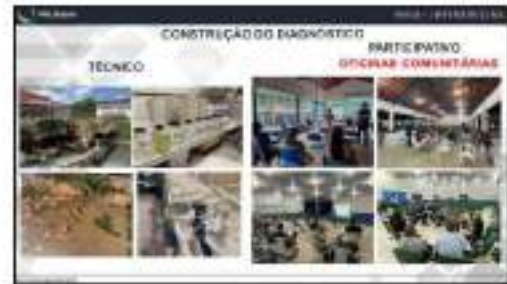 CONSTRUÇÃO DO DIAGNÓSTICO
TÉCNICO
PARTICIPATIVO
OFICINAS COMUNITÁRIAS